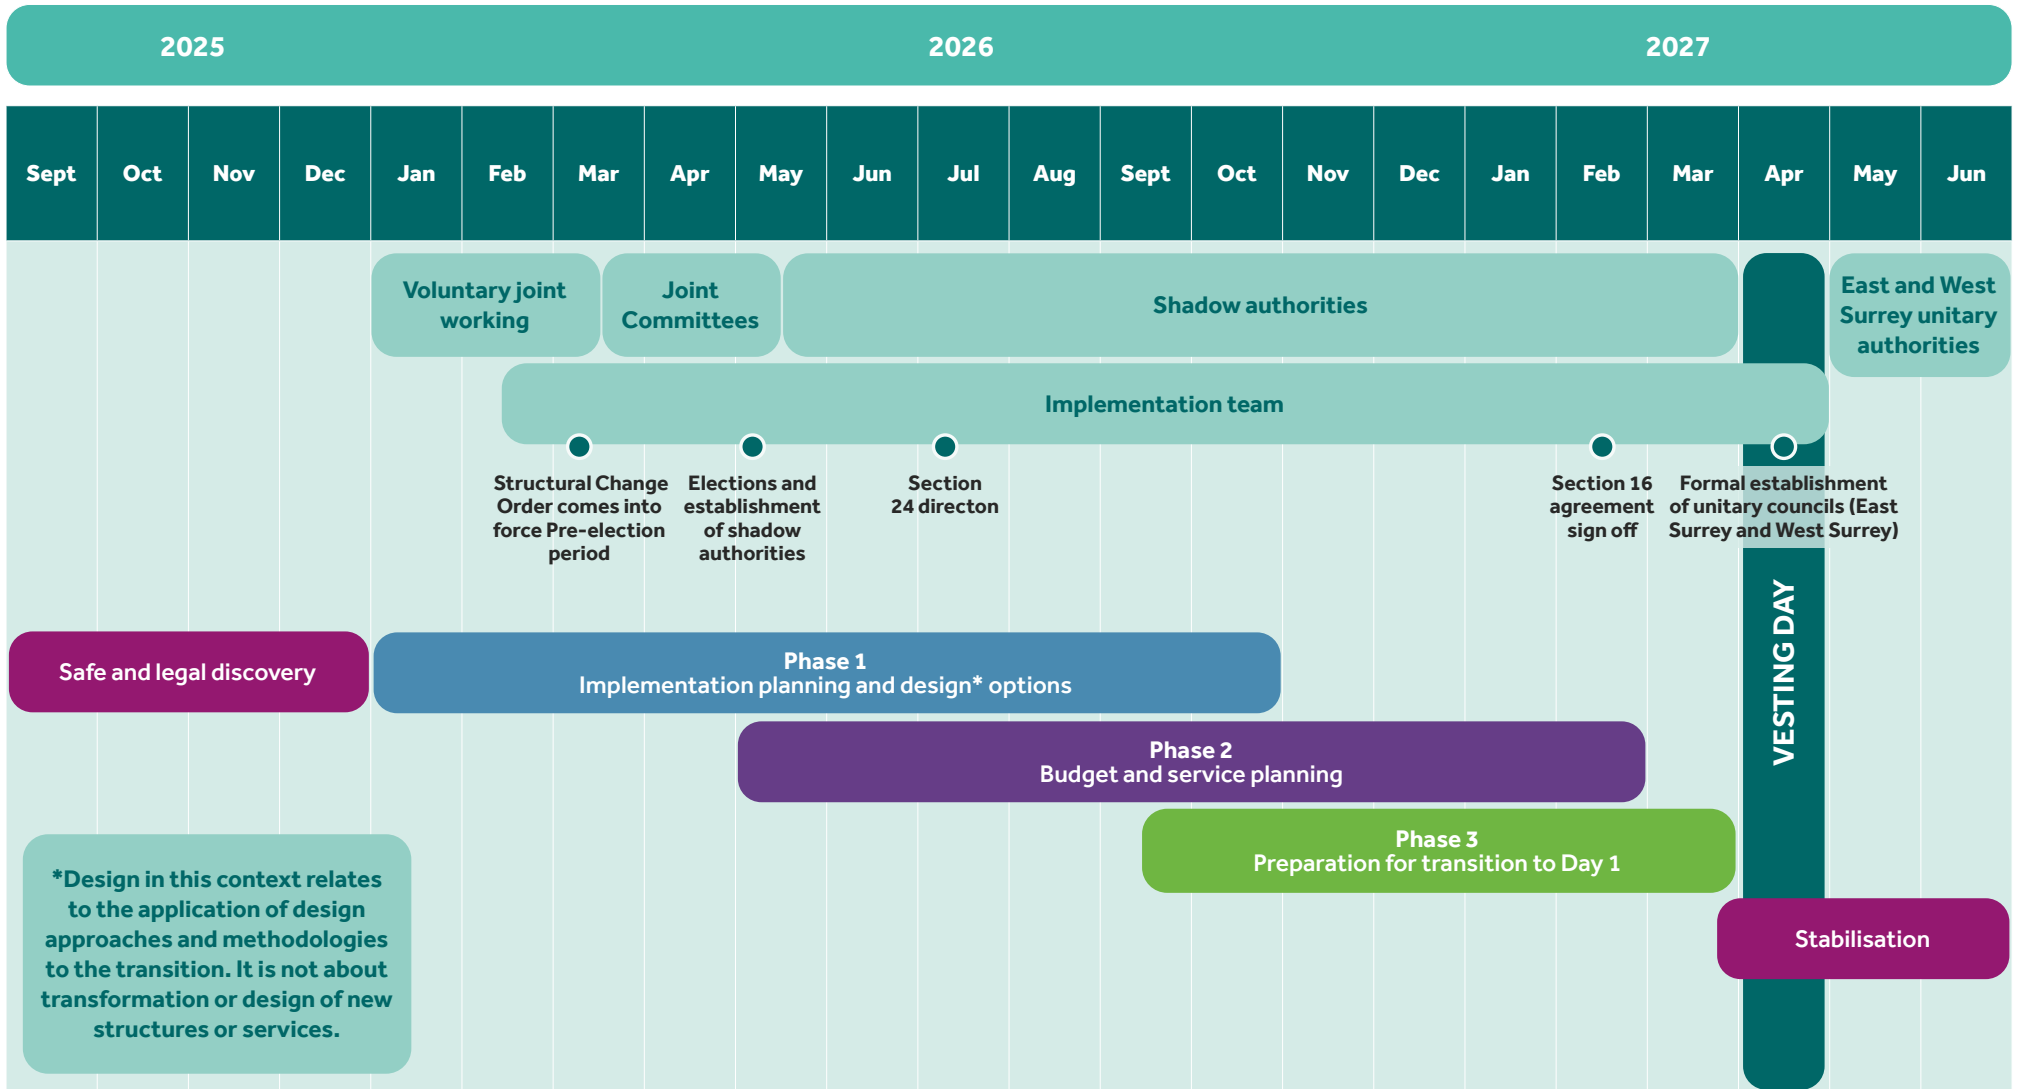 2025
2026
2027
Sept
Oct
Nov
Dec
Jan
Feb
Mar
Apr
May
Jun
Jul
Aug
Sept
Oct
Nov
Dec
Jan
Feb
Mar
Apr
May
Jun
Voluntary joint
working
Joint
Committees
Shadow authorities
East and West
Surrey unitary
authorities
Implementation team
Structural Change
Order comes into
force Pre-election
period
Elections and
establishment
of shadow
authorities
Section
24 directon
Section 16
agreement
sign off
Formal establishment
of unitary councils (East
Surrey and West Surrey)
VESTING DAY
Safe and legal discovery
Phase 1
Implementation planning and design* options
Phase 2
Budget and service planning
Phase 3
Preparation for transition to Day 1
Stabilisation
*Design in this context relates
to the application of design
approaches and methodologies
to the transition. It is not about
transformation or design of new
structures or services.